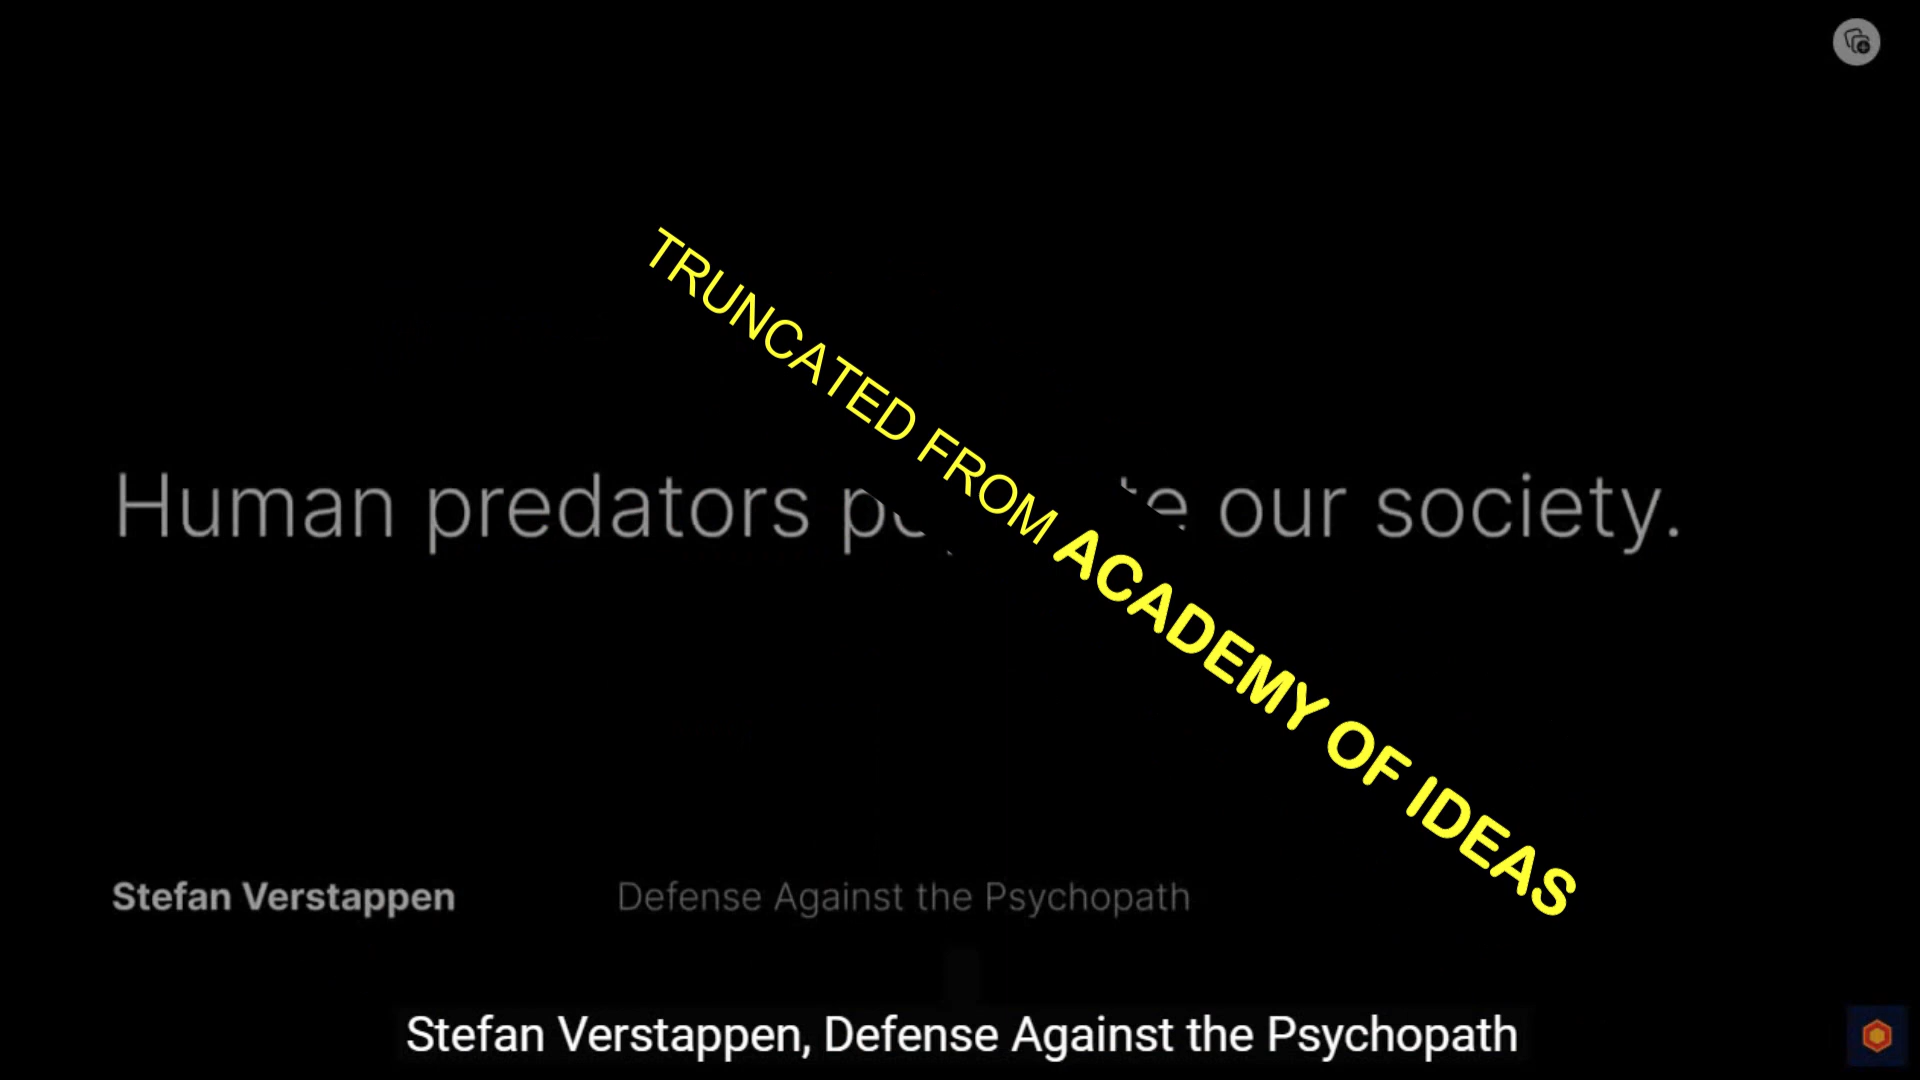 TRUNCATED FROM ACADEMY OF IDEAS
Human predators our society.
Stefan Verstappen
Defense Against the Psychopath
Stefan Verstappen, Defense Against the Psychopath